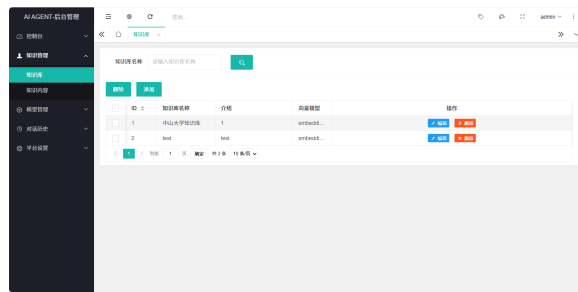 AI AGENT-后台管理
搜索...
admin
控制台
知识管理
知识库
知识内容
模型管理
对话历史
平台设置
知识库
知识库名称 请输入知识库名称
删除 添加
ID 知识库名称 介绍 向量模型 操作
1 中山大学知识库 1 embeddi... 编辑 删除
2 test test embeddi... 编辑 删除
1 到第 1 页 确定 共 2 条 10 条/页